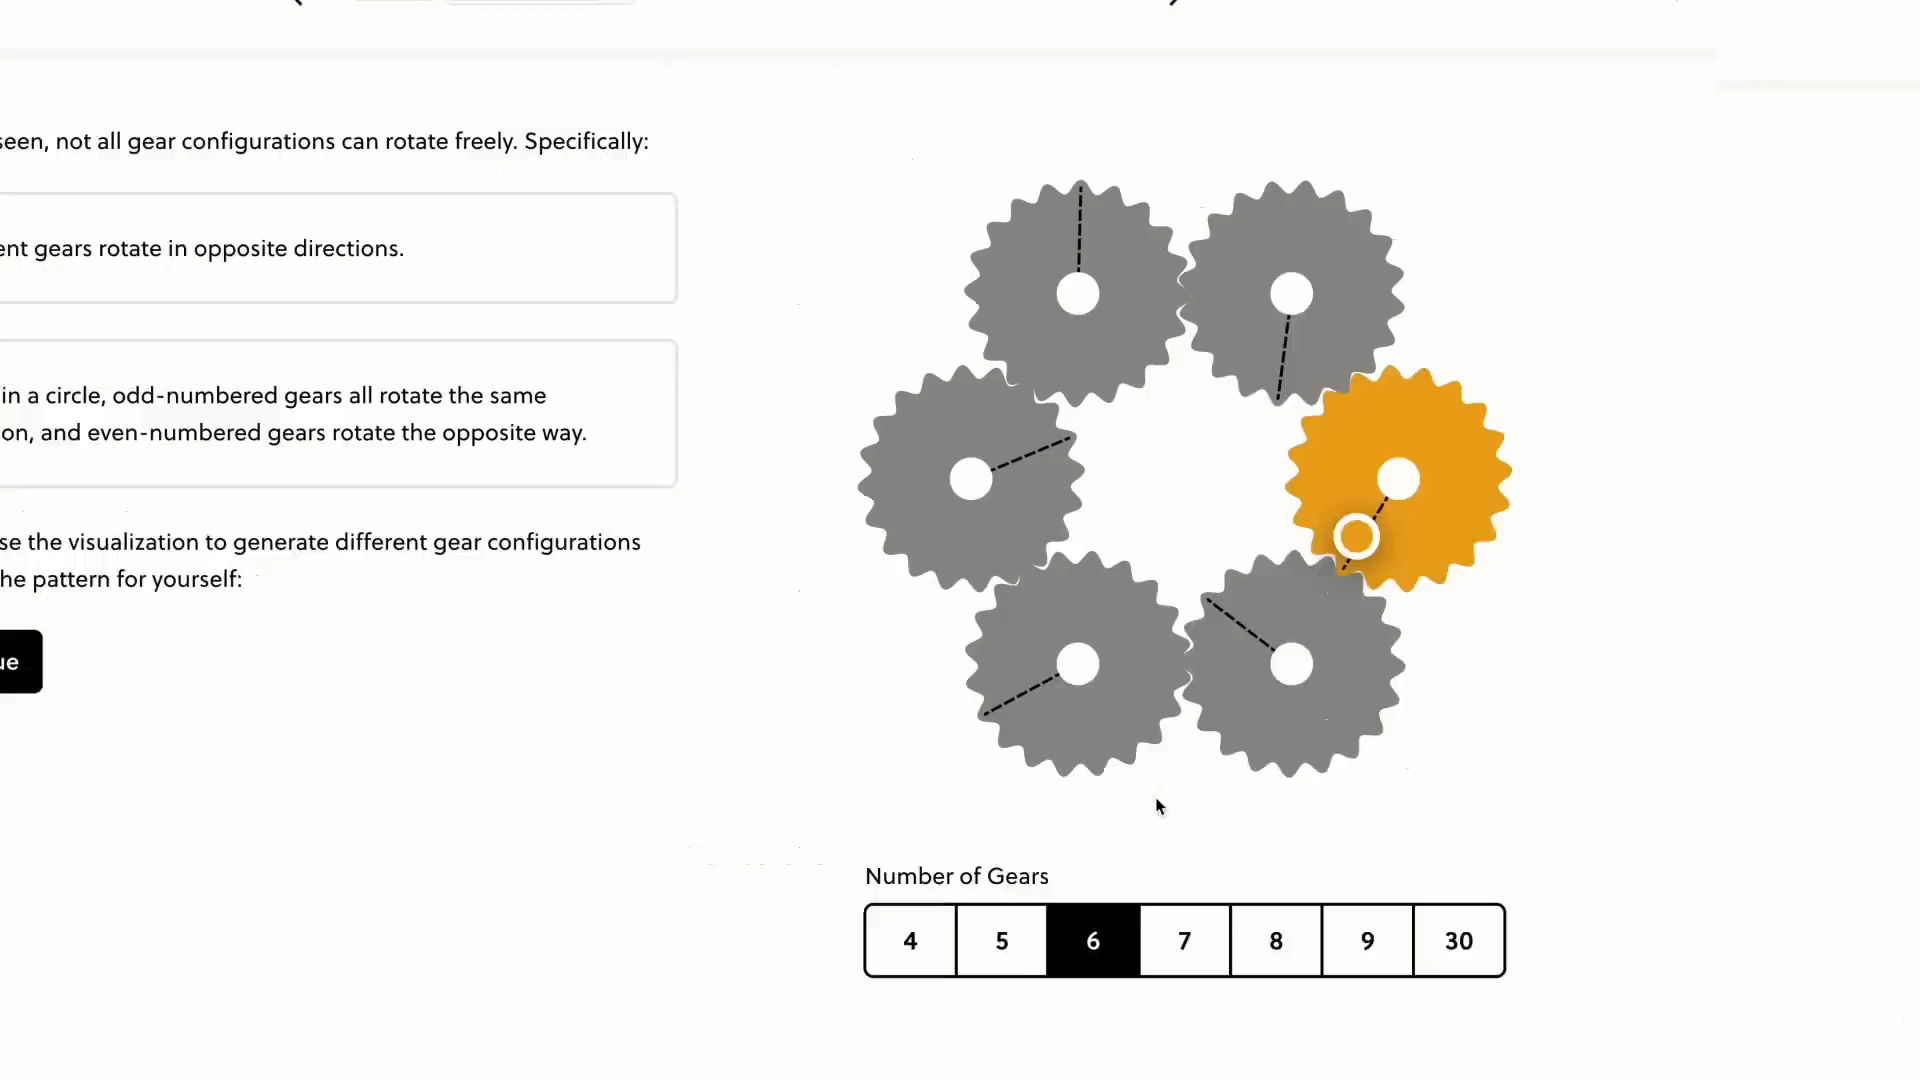 seen, not all gear configurations can rotate freely. Specifically:
ent gears rotate in opposite directions.
in a circle, odd-numbered gears all rotate the same
on, and even-numbered gears rotate the opposite way.
se the visualization to generate different gear configurations
he pattern for yourself:
ue
Number of Gears
4 5 6 7 8 9 30